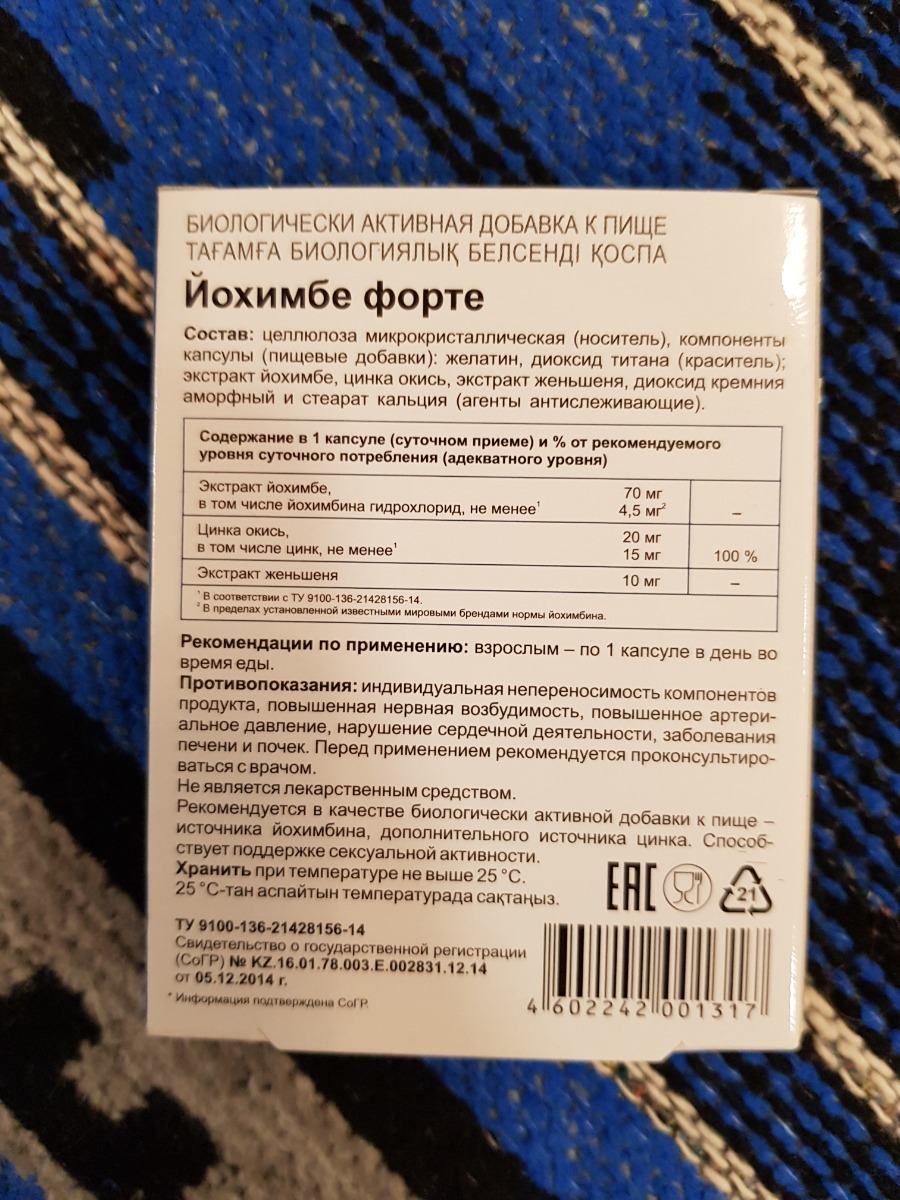 БИОЛОГИЧЕСКИ АКТИВНАЯ ДОБАВКА К ПИЩЕ
ТАҒАМҒА БИОЛОГИЯЛЫҚ БЕЛСЕНДІ ҚОСПА
Йохимбе форте
Состав: целлюлоза микрокристаллическая (носитель), компоненты
капсулы (пищевые добавки): желатин, диоксид титана (краситель);
экстракт йохимбе, цинка окись, экстракт женьшеня, диоксид кремния
аморфный и стеарат кальция (агенты антислеживающие).
Содержание в 1 капсуле (суточном приеме) и % от рекомендуемого
уровня суточного потребления (адекватного уровня)
Экстракт йохимбе, 70 мг
в том числе йохимбина гидрохлорид, не менее¹ 4,5 мг² –
Цинка окись, 20 мг
в том числе цинк, не менее¹ 15 мг 100 %
Экстракт женьшеня 10 мг –
¹ В соответствии с ТУ 9100-136-21428156-14.
² В пределах установленной известными мировыми брендами нормы йохимбина.
Рекомендации по применению: взрослым – по 1 капсуле в день во
время еды.
Противопоказания: индивидуальная непереносимость компонентов
продукта, повышенная нервная возбудимость, повышенное артери-
альное давление, нарушение сердечной деятельности, заболевания
печени и почек. Перед применением рекомендуется проконсультиро-
ваться с врачом.
Не является лекарственным средством.
Рекомендуется в качестве биологически активной добавки к пище –
источника йохимбина, дополнительного источника цинка. Способ-
ствует поддержке сексуальной активности.
Хранить при температуре не выше 25 °С.
25 °С-тан аспайтын температурада сақтаңыз.
EAC
21
ТУ 9100-136-21428156-14
Свидетельство о государственной регистрации
(СоГР) № KZ.16.01.78.003.E.002831.12.14
от 05.12.2014 г.
* Информация подтверждена СоГР.
4 602242 001317